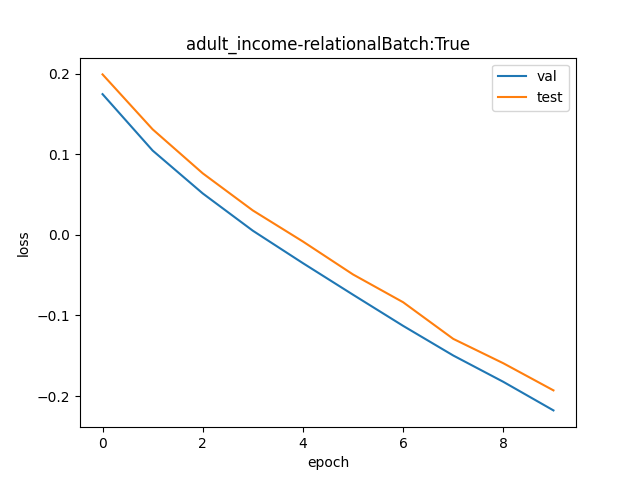 adult_income-relationalBatch:True
val
test
loss
0.2
0.1
0.0
−0.1
−0.2
0 2 4 6 8
epoch